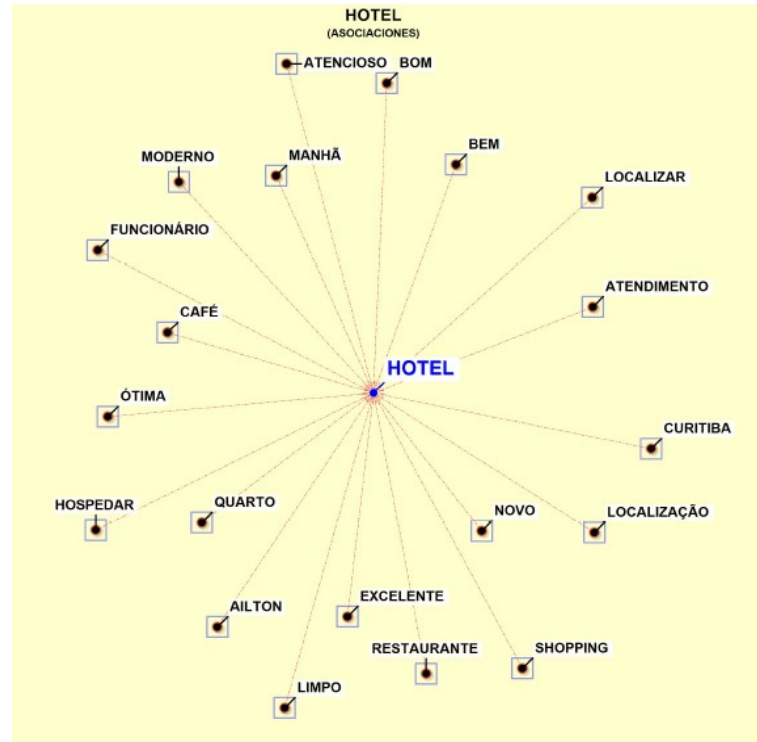 HOTEL
(ASOCIACIONES)
ATENCIOSO
BOM
BEM
MANHÃ
MODERNO
LOCALIZAR
FUNCIONÁRIO
ATENDIMENTO
CAFÉ
HOTEL
ÓTIMA
CURITIBA
HOSPEDAR
QUARTO
NOVO
LOCALIZAÇÃO
EXCELENTE
AILTON
RESTAURANTE
SHOPPING
LIMPO